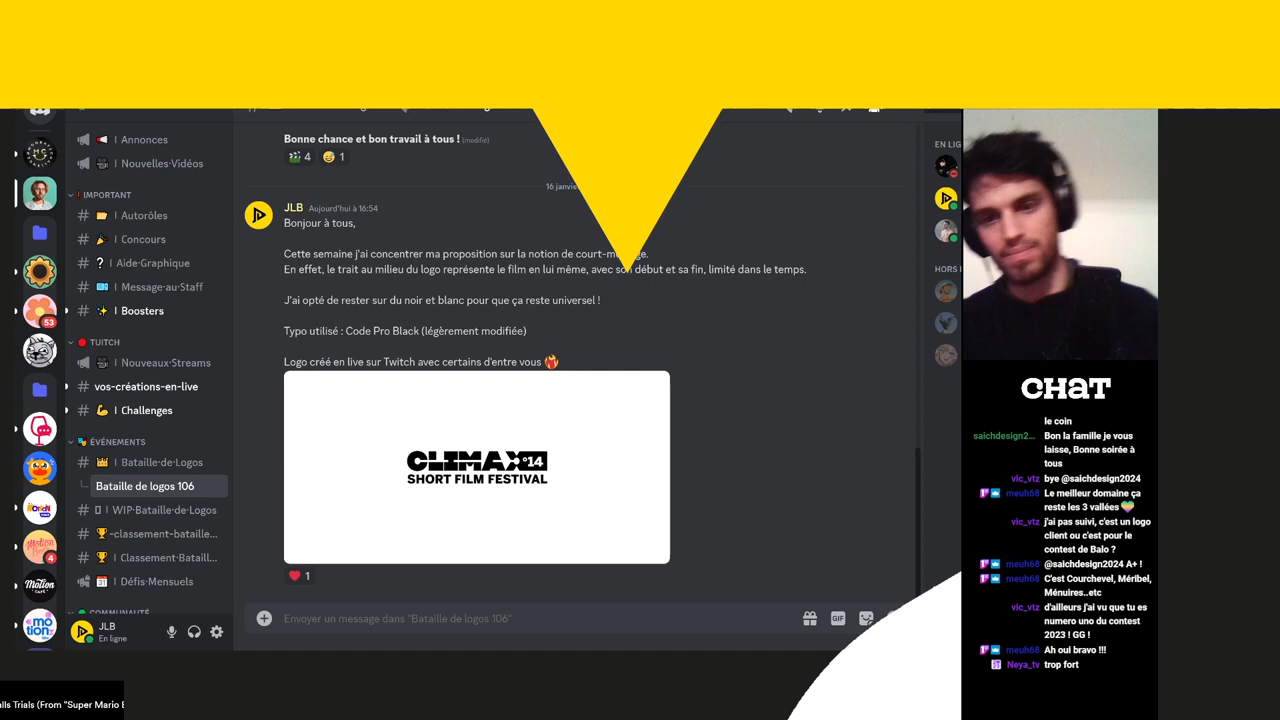 Annonces
Nouvelles·Vidéos
IMPORTANT
Autorôles
Concours
Aide·Graphique
Message·au·Staff
Boosters
53
TUITCH
Nouveaux·Streams
vos-créations-en-live
Challenges
ÉVÉNEMENTS
Bataille·de·Logos
Bataille de logos 106
WIP·Bataille·de·Logos
-classement-bataille...
Classement·Bataill...
4
Défis·Mensuels
COMMUNAUTÉ
JLB
En ligne
Bonne chance et bon travail à tous ! (modifié)
4 1
16 janvie
JLB Aujourd'hui à 16:54
Bonjour à tous,
Cette semaine j'ai concentrer ma proposition sur la notion de court-m ge.
En effet, le trait au milieu du logo représente le film en lui même, avec son début et sa fin, limité dans le temps.
J'ai opté de rester sur du noir et blanc pour que ça reste universel !
Typo utilisé : Code Pro Black (légèrement modifiée)
Logo créé en live sur Twitch avec certains d'entre vous
CLIMAX N°14
SHORT FILM FESTIVAL
1
Envoyer un message dans "Bataille de logos 106"
GIF
EN LIG
HORS
CHAT
le coin
saichdesign2... Bon la famille je vous
laisse, Bonne soirée à
tous
vic_vtz bye @saichdesign2024
meuh68 Le meilleur domaine ça
reste les 3 vallées
vic_vtz j'ai pas suivi, c'est un logo
client ou c'est pour le
contest de Balo ?
meuh68 @saichdesign2024 A+ !
meuh68 C'est Courchevel, Méribel,
Ménuires..etc
vic_vtz d'ailleurs j'ai vu que tu es
numero uno du contest
2023 ! GG !
meuh68 Ah oui bravo !!!
Neya_tv trop fort
alls Trials (From "Super Mario B